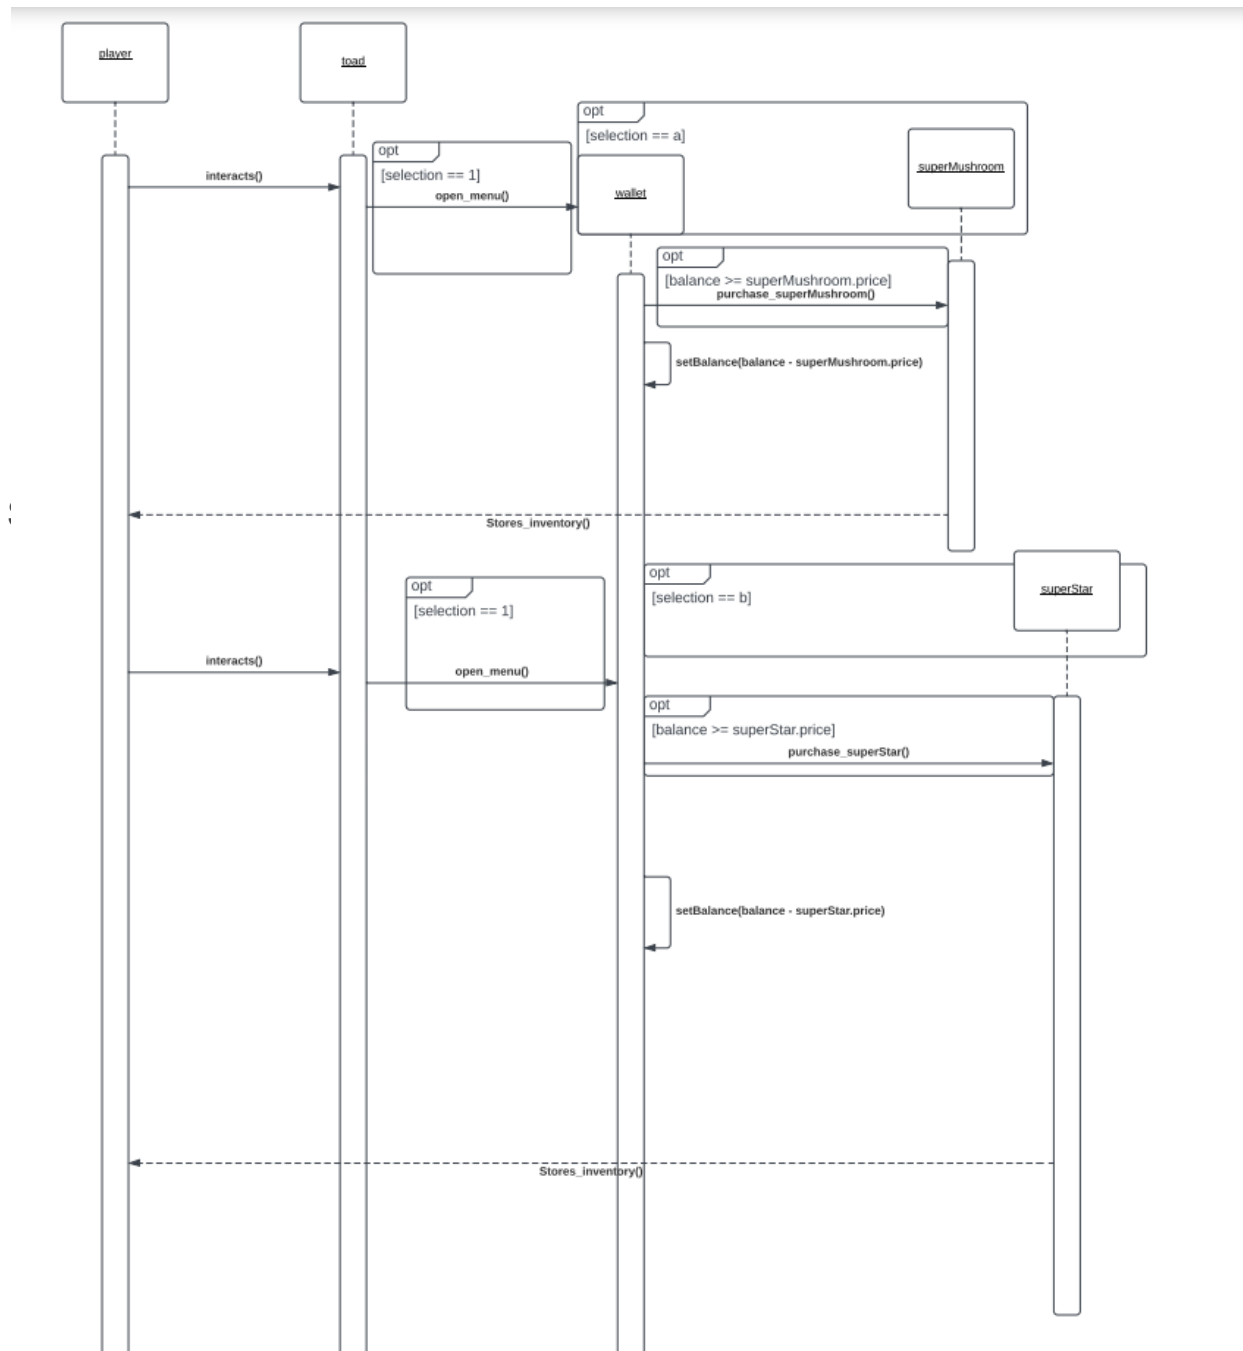 player
toad
opt
[selection == a]
superMushroom
opt
[selection == 1]
interacts()
open_menu()
wallet
opt
[balance >= superMushroom.price]
purchase_superMushroom()
setBalance(balance - superMushroom.price)
Stores_inventory()
opt
[selection == b]
superStar
opt
[selection == 1]
interacts()
open_menu()
opt
[balance >= superStar.price]
purchase_superStar()
setBalance(balance - superStar.price)
Stores_inventory()